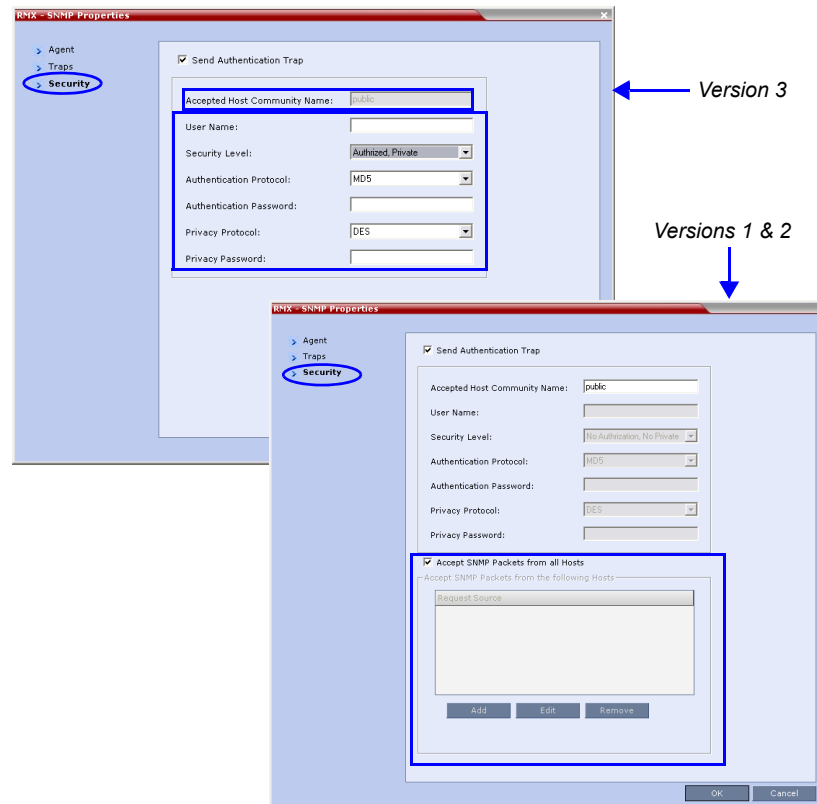 RMX - SNMP Properties
Agent
Traps
Security
Send Authentication Trap
Accepted Host Community Name: public
User Name:
Security Level: Authrized, Private
Authentication Protocol: MD5
Authentication Password:
Privacy Protocol: DES
Privacy Password:
Version 3
Versions 1 & 2
RMX - SNMP Properties
Agent
Traps
Security
Send Authentication Trap
Accepted Host Community Name: public
User Name:
Security Level: No Authrization, No Private
Authentication Protocol: MD5
Authentication Password:
Privacy Protocol: DES
Privacy Password:
Accept SNMP Packets from all Hosts
Accept SNMP Packets from the following Hosts
Request Source
Add Edit Remove
OK Cancel